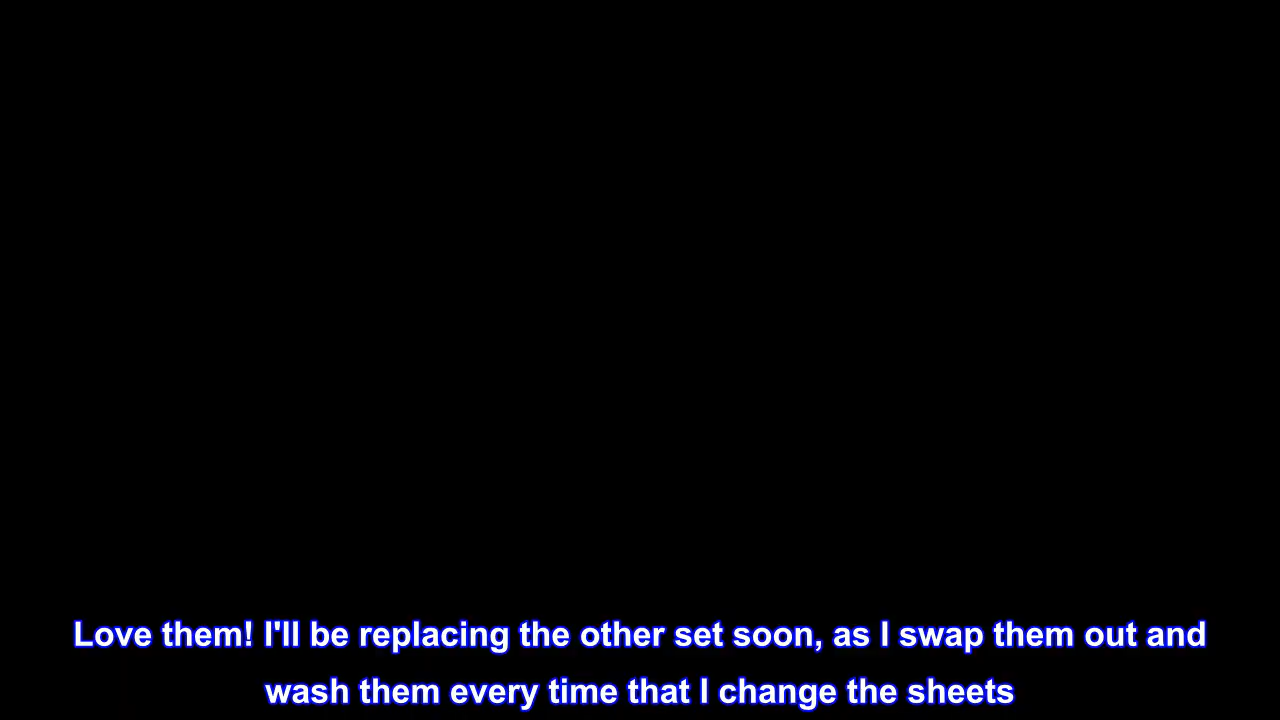 Love them! I'll be replacing the other set soon, as I swap them out and
wash them every time that I change the sheets